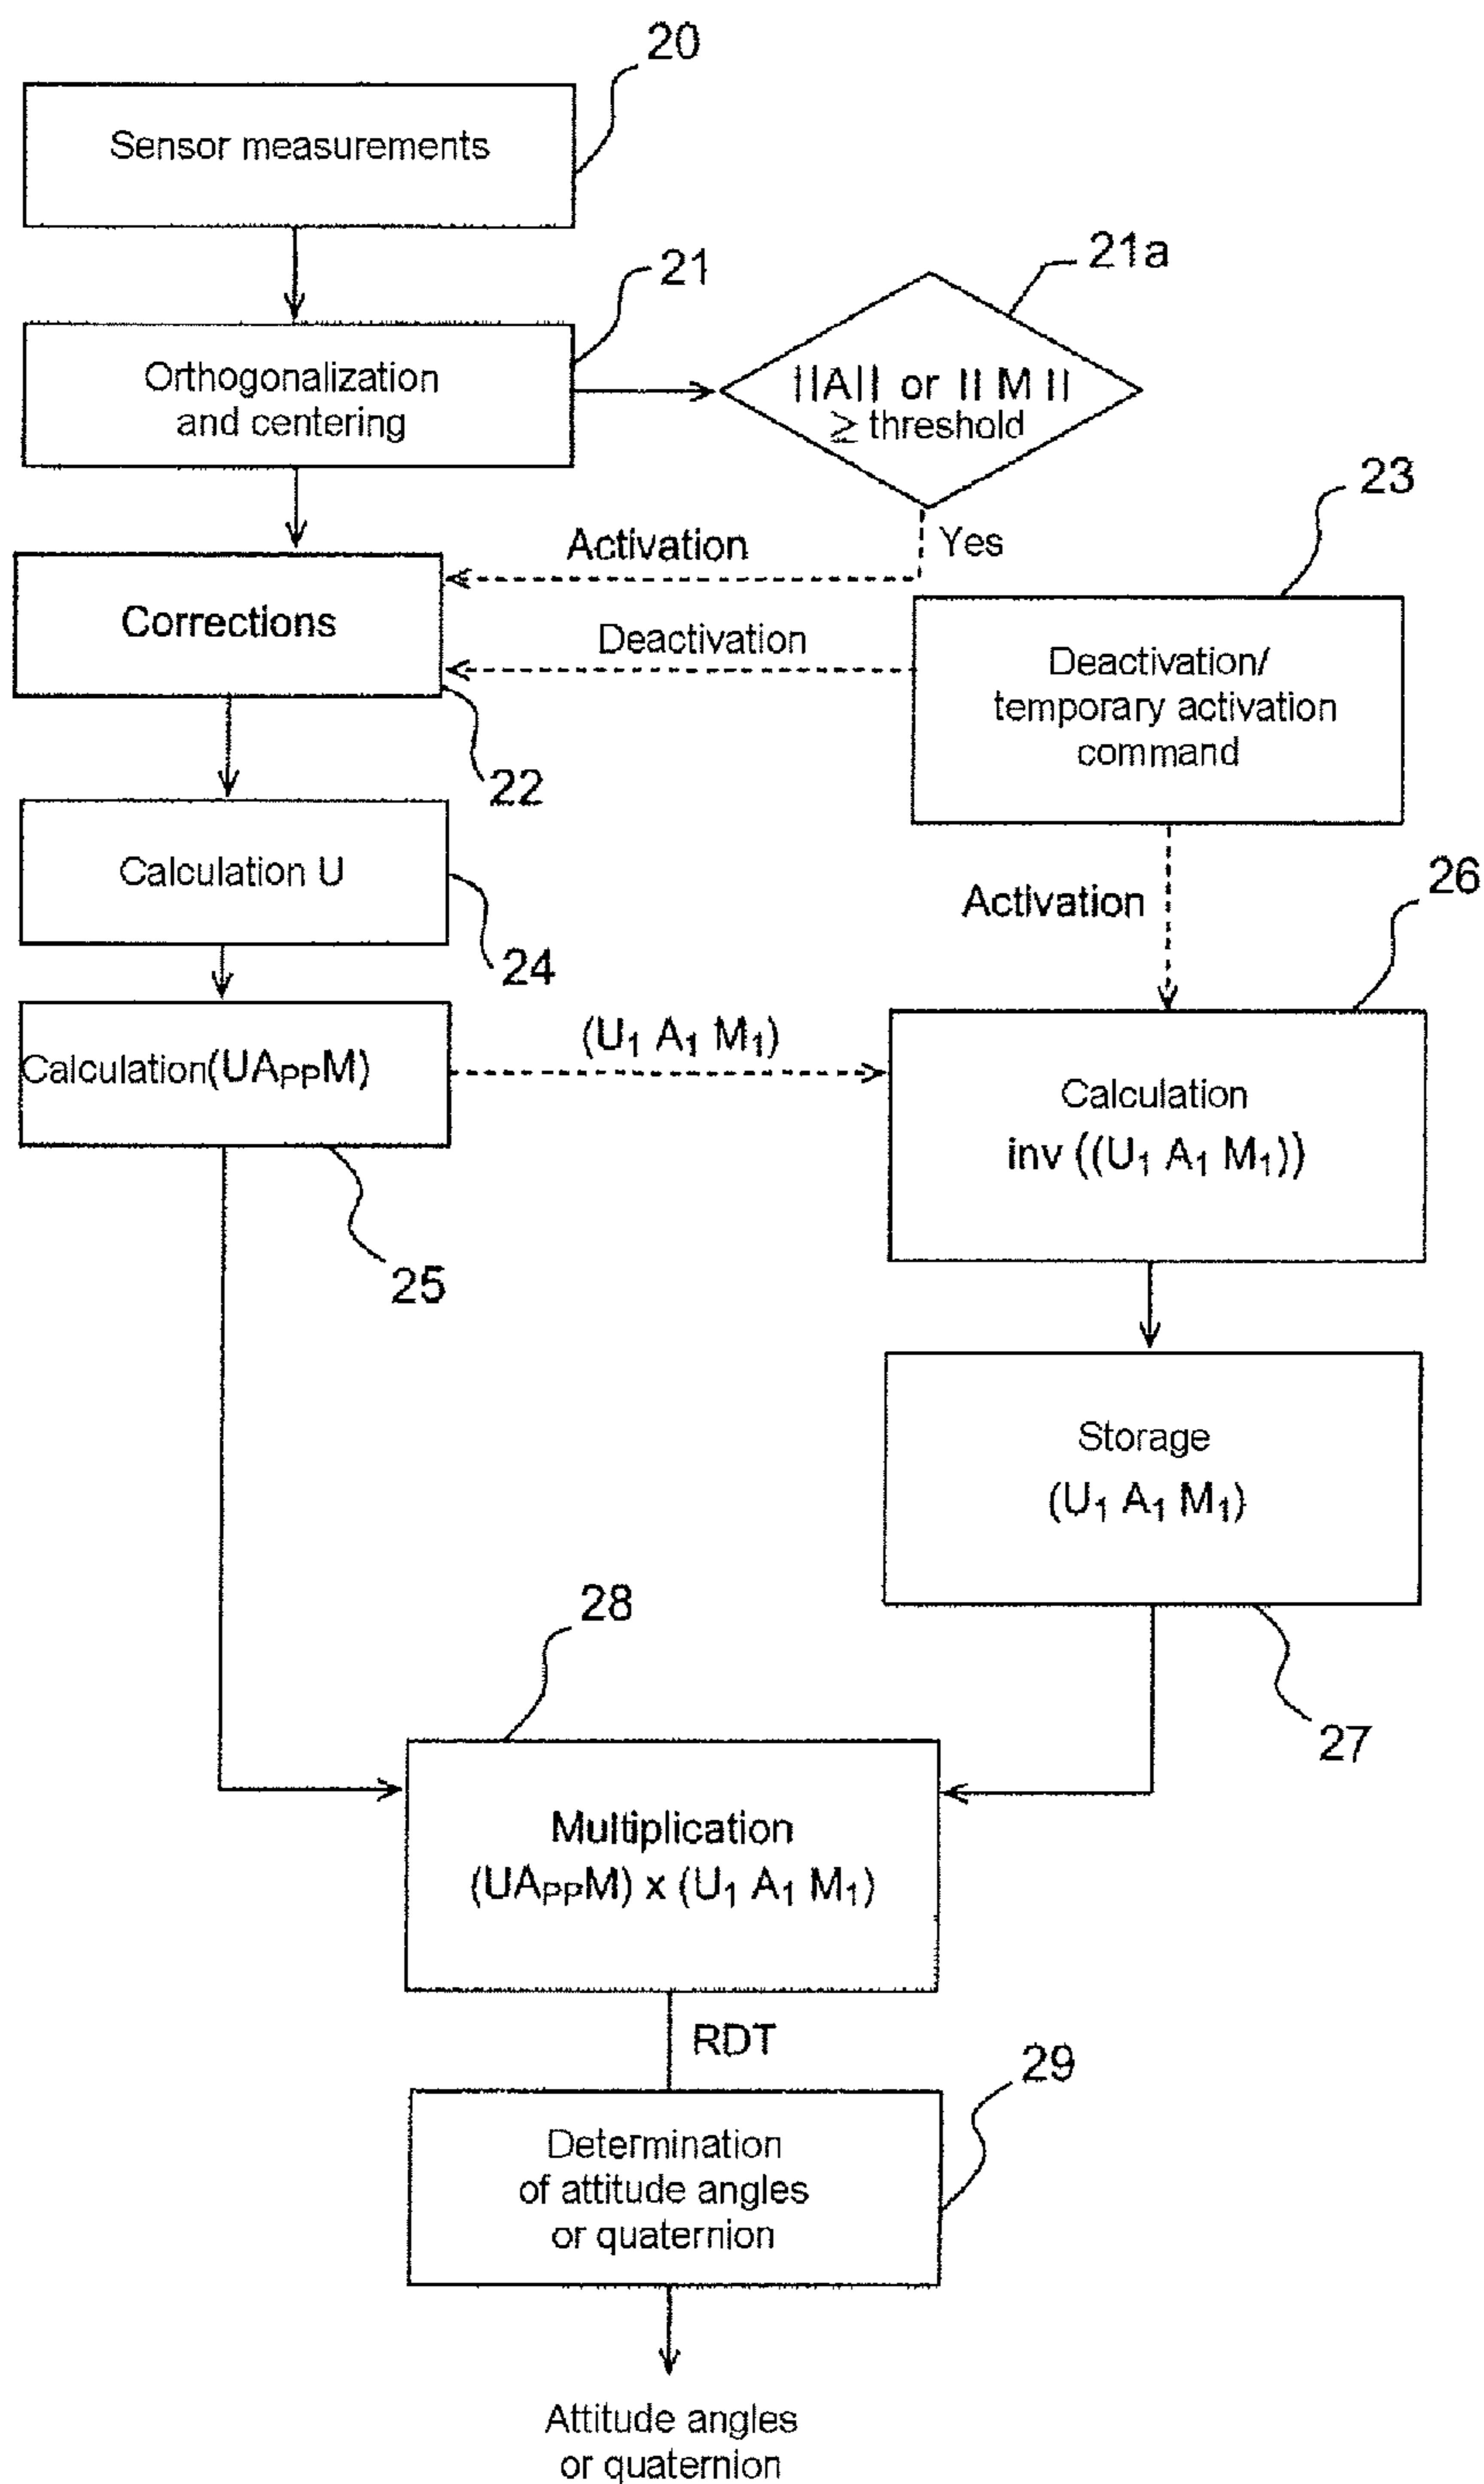 20
Sensor measurements
21
21a
Orthogonalization
and centering
||A|| or || M ||
≥ threshold
23
Activation
Yes
Corrections
Deactivation
Deactivation/
temporary activation
command
22
Calculation U
24
Activation
26
Calculation(UAPPM)
(U₁ A₁ M₁)
Calculation
inv ((U₁ A₁ M₁))
25
Storage
(U₁ A₁ M₁)
28
27
Multiplication
(UAPPM) x (U₁ A₁ M₁)
RDT
29
Determination
of attitude angles
or quaternion
Attitude angles
or quaternion